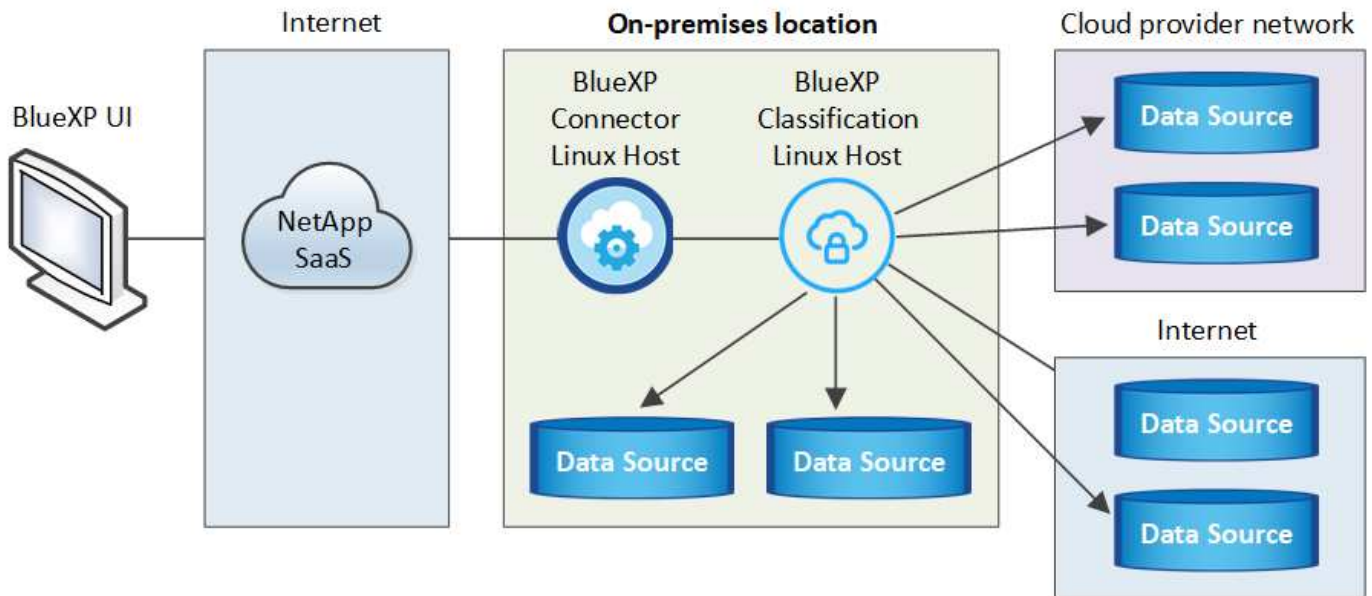 Internet
On-premises location
Cloud provider network
BlueXP UI
NetApp
SaaS
BlueXP
Connector
Linux Host
BlueXP
Classification
Linux Host
Data Source
Data Source
Data Source
Data Source
Internet
Data Source
Data Source